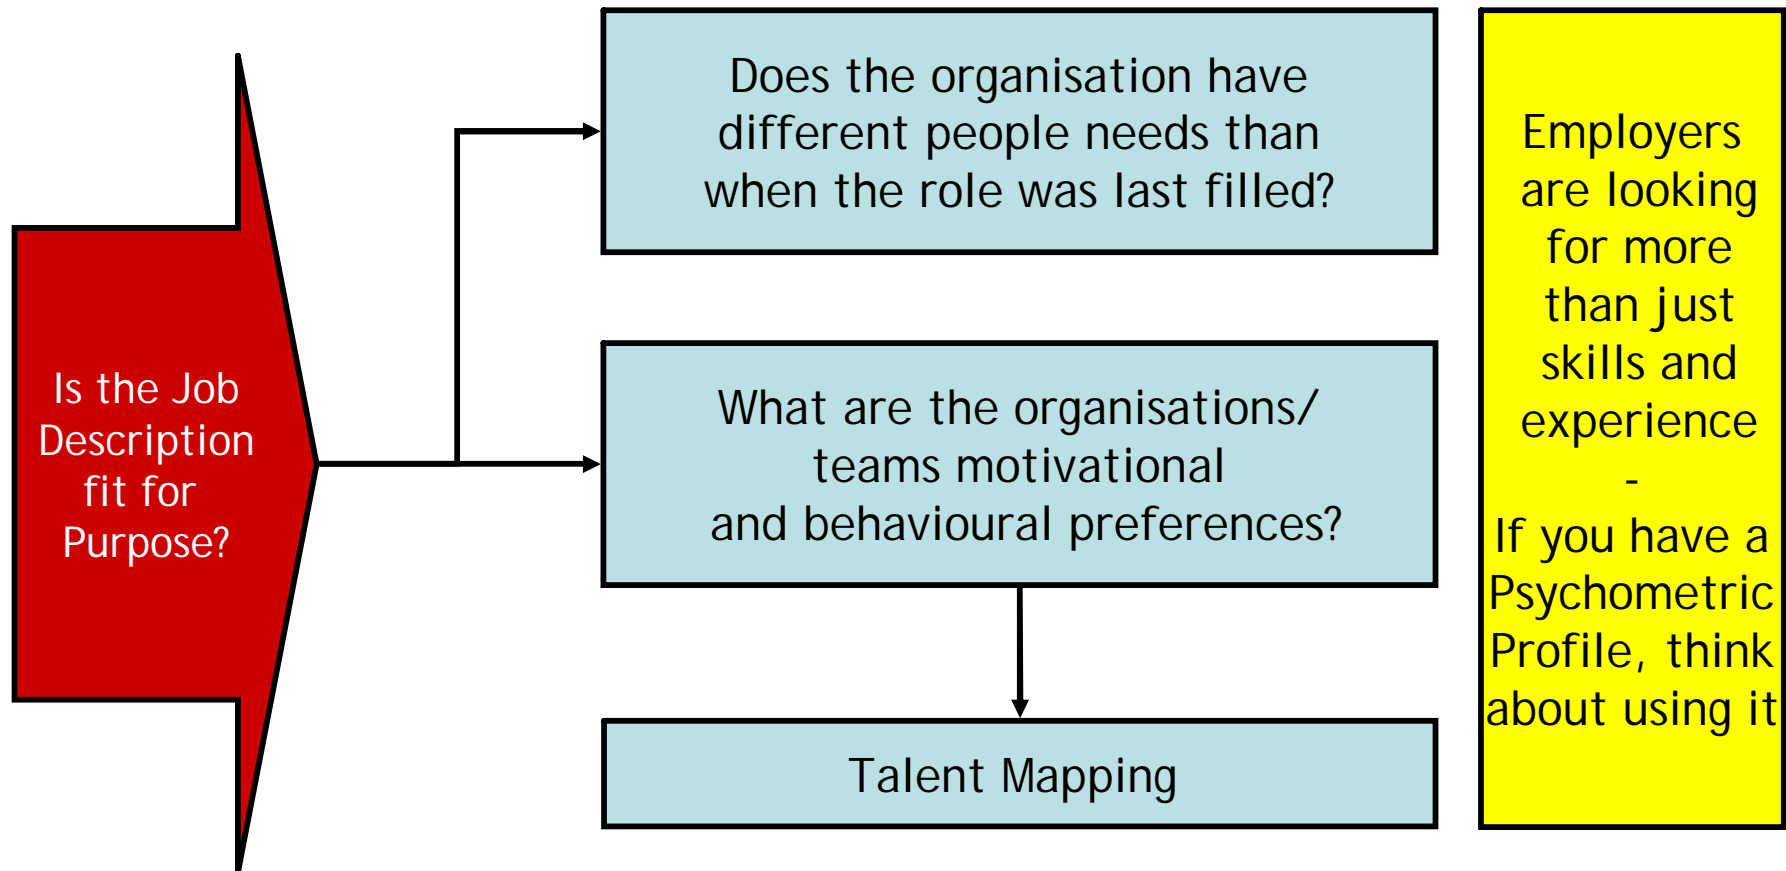 Is the Job
Description
fit for
Purpose?
Does the organisation have
different people needs than
when the role was last filled?
What are the organisations/
teams motivational
and behavioural preferences?
Talent Mapping
Employers
are looking
for more
than just
skills and
experience
-
If you have a
Psychometric
Profile, think
about using it